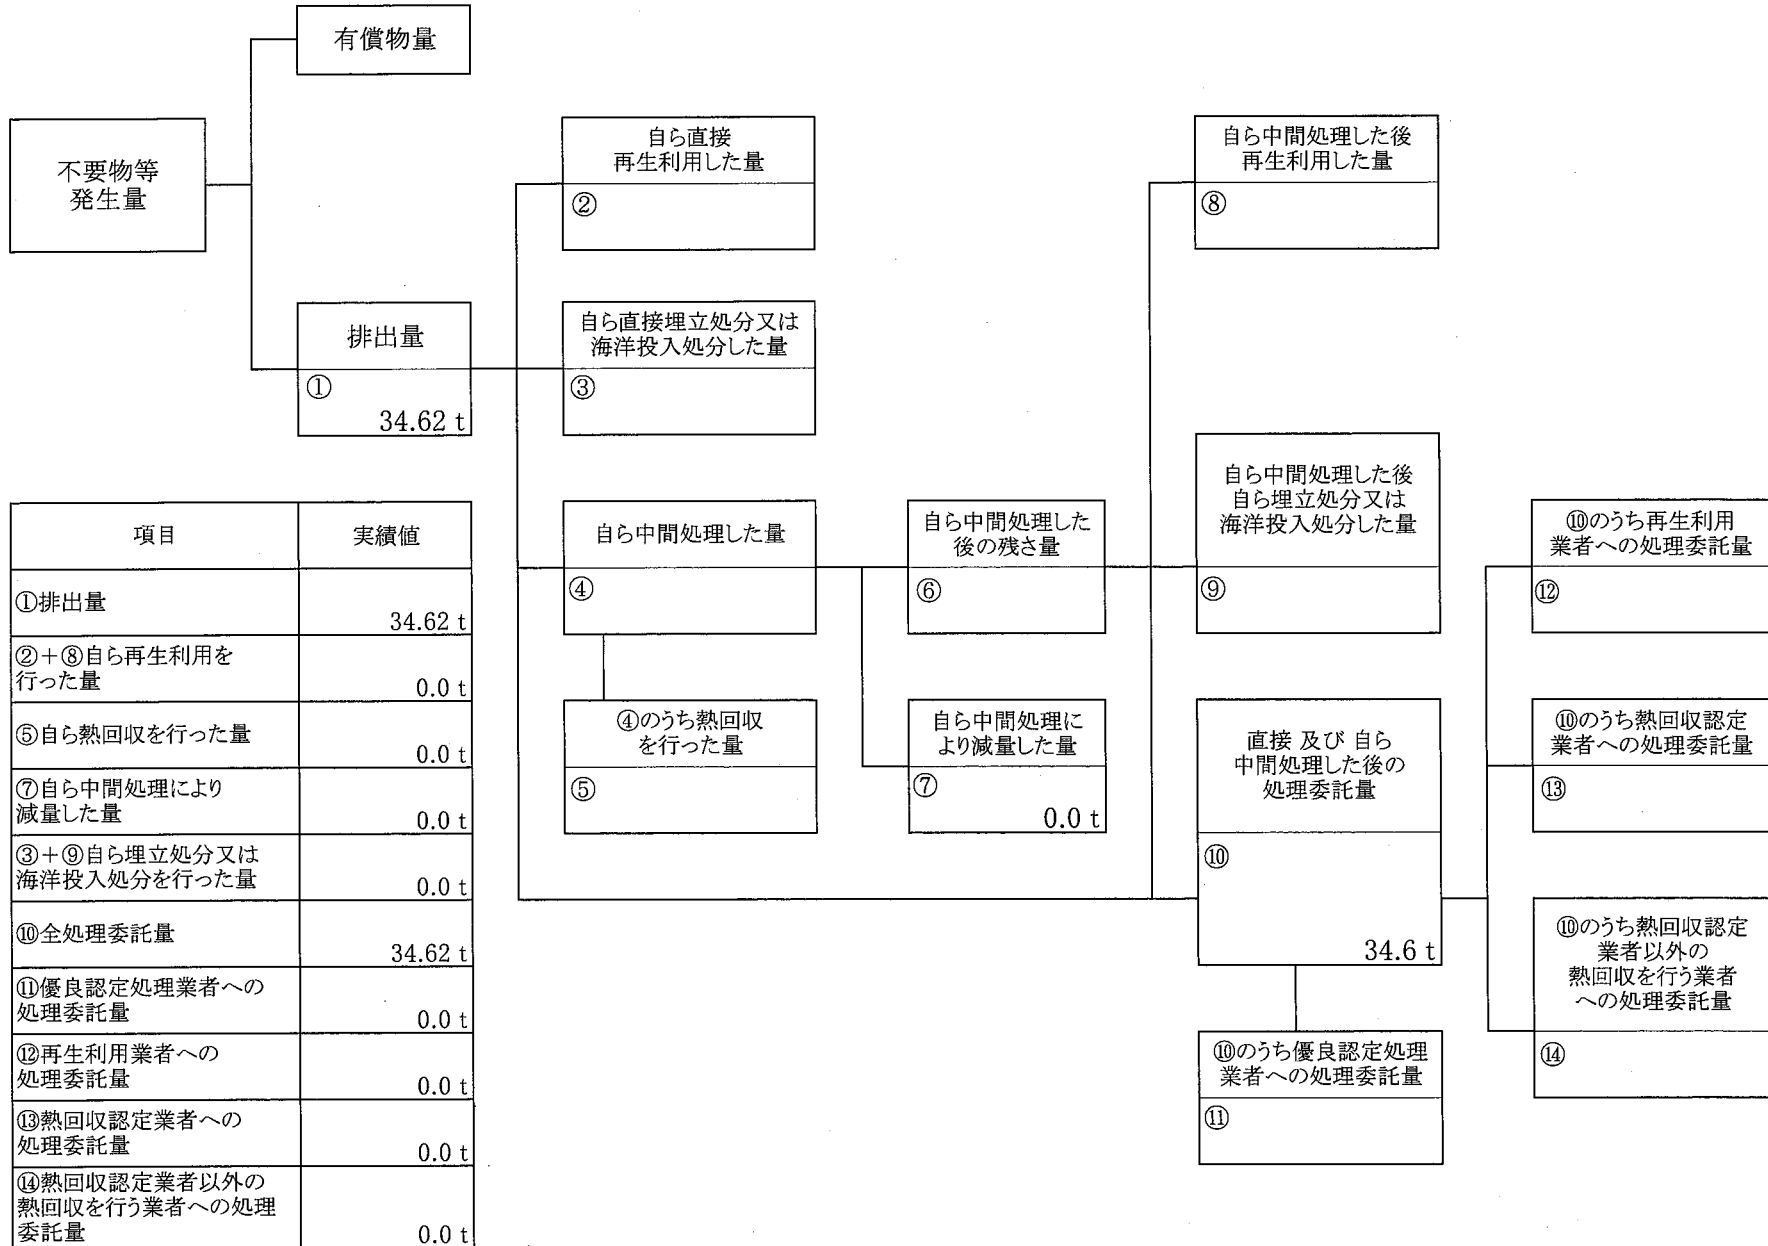 有償物量
不要物等
発生量
排出量
①
34.62 t
自ら直接
再生利用した量
②
自ら直接埋立処分又は
海洋投入処分した量
③
自ら中間処理した量
④
④のうち熱回収
を行った量
⑤
自ら中間処理した
後の残さ量
⑥
自ら中間処理に
より減量した量
⑦
0.0 t
自ら中間処理した後
再生利用した量
⑧
自ら中間処理した後
自ら埋立処分又は
海洋投入処分した量
⑨
直接 及び 自ら
中間処理した後の
処理委託量
⑩
34.6 t
⑩のうち優良認定処理
業者への処理委託量
⑪
⑩のうち再生利用
業者への処理委託量
⑫
⑩のうち熱回収認定
業者への処理委託量
⑬
⑩のうち熱回収認定
業者以外の
熱回収を行う業者
への処理委託量
⑭
項目 実績値
①排出量
34.62 t
②+⑧自ら再生利用を
行った量
0.0 t
⑤自ら熱回収を行った量
0.0 t
⑦自ら中間処理により
減量した量
0.0 t
③+⑨自ら埋立処分又は
海洋投入処分を行った量
0.0 t
⑩全処理委託量
34.62 t
⑪優良認定処理業者への
処理委託量
0.0 t
⑫再生利用業者への
処理委託量
0.0 t
⑬熱回収認定業者への
処理委託量
0.0 t
⑭熱回収認定業者以外の
熱回収を行う業者への処理
委託量
0.0 t